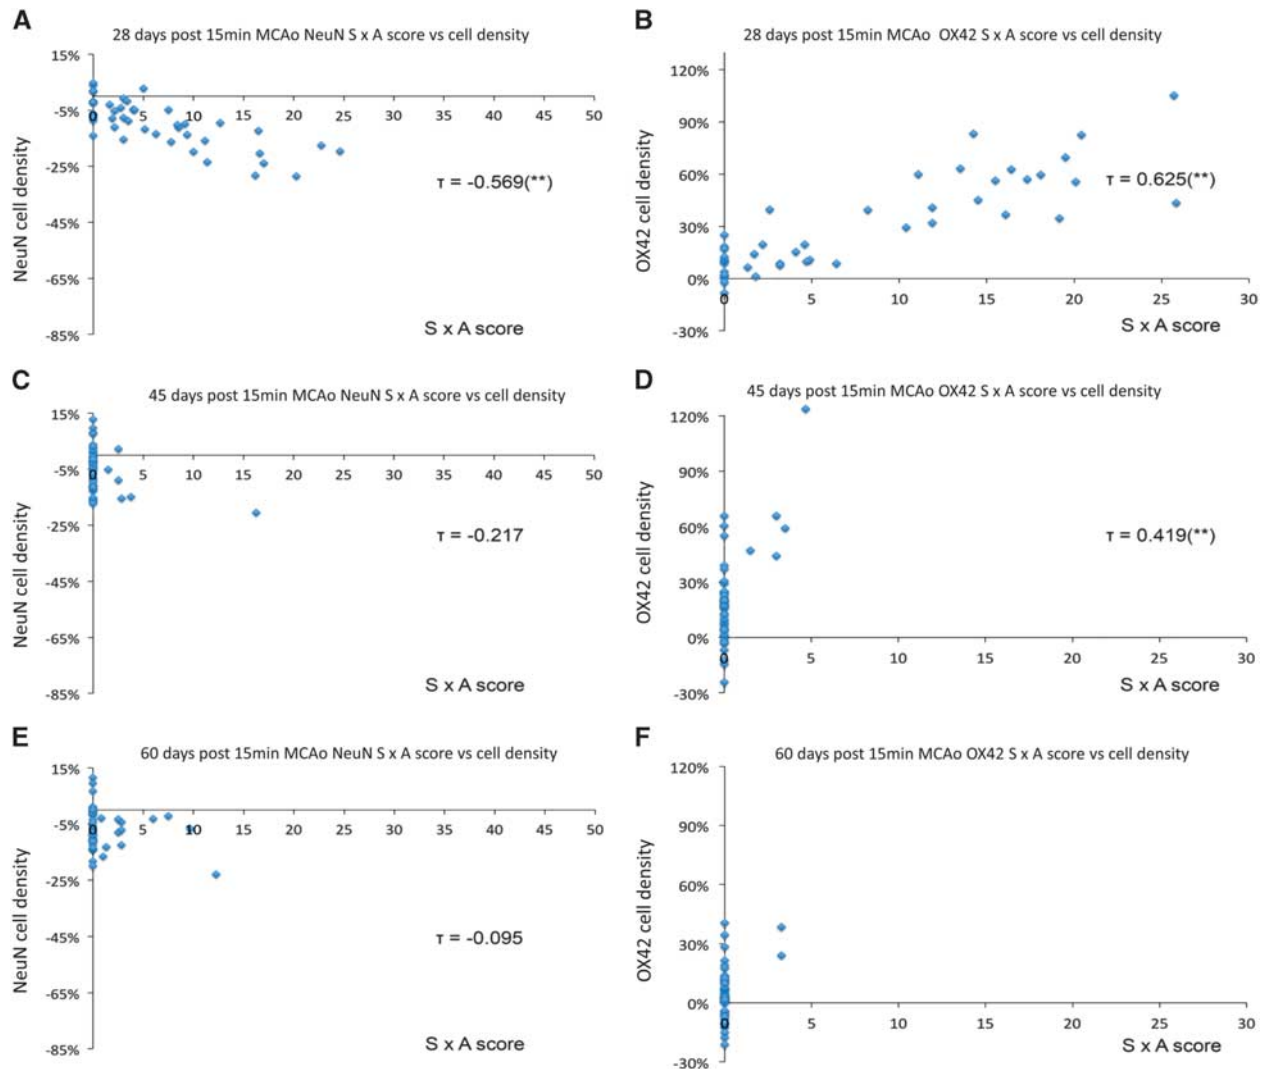 A
28 days post 15min MCAo NeuN S x A score vs cell density
15%
-5%
-25%
-45%
-65%
-85%
0 5 10 15 20 25 30 35 40 45 50
NeuN cell density
τ = -0.569(**)
S x A score
B
28 days post 15min MCAo OX42 S x A score vs cell density
120%
90%
60%
30%
0%
-30%
0 5 10 15 20 25 30
OX42 cell density
τ = 0.625(**)
S x A score
C
45 days post 15min MCAo NeuN S x A score vs cell density
15%
-5%
-25%
-45%
-65%
-85%
0 5 10 15 20 25 30 35 40 45 50
NeuN cell density
τ = -0.217
S x A score
D
45 days post 15min MCAo OX42 S x A score vs cell density
120%
90%
60%
30%
0%
-30%
0 5 10 15 20 25 30
OX42 cell density
τ = 0.419(**)
S x A score
E
60 days post 15min MCAo NeuN S x A score vs cell density
15%
-5%
-25%
-45%
-65%
-85%
0 5 10 15 20 25 30 35 40 45 50
NeuN cell density
τ = -0.095
S x A score
F
60 days post 15min MCAo OX42 S x A score vs cell density
120%
90%
60%
30%
0%
-30%
0 5 10 15 20 25 30
OX42 cell density
S x A score